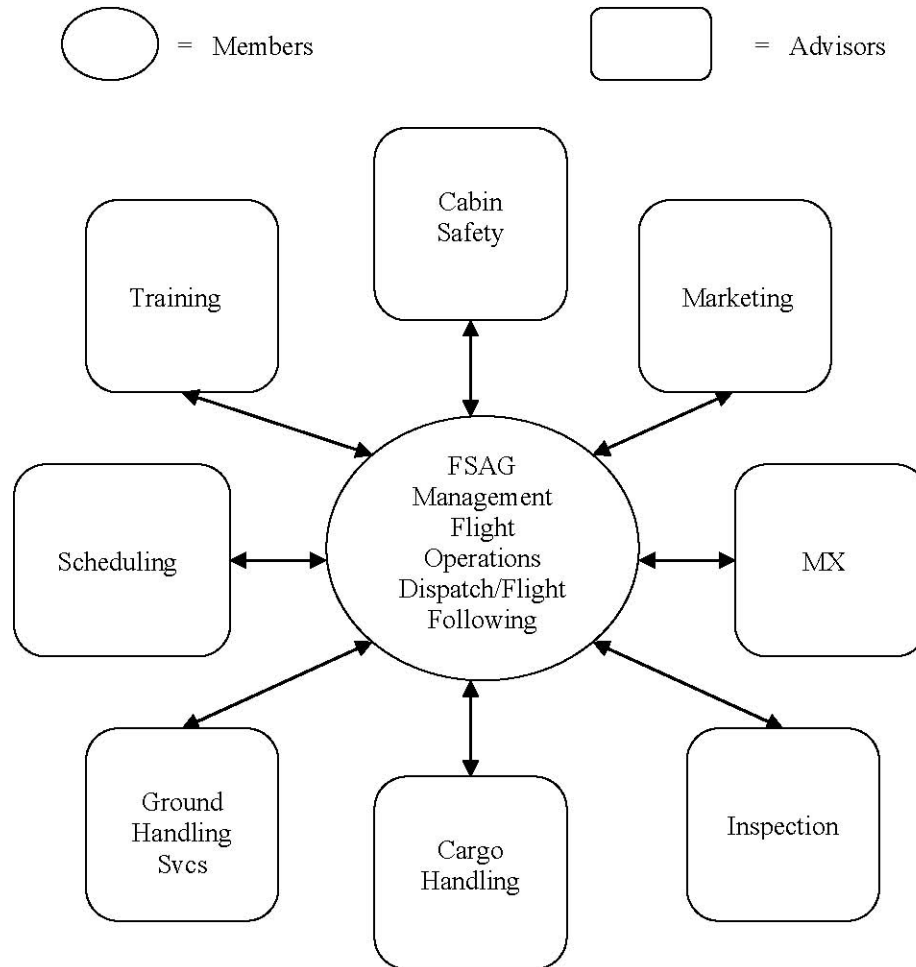 = Members
= Advisors
Cabin
Safety
Training
Marketing
FSAG
Management
Flight
Operations
Dispatch/Flight
Following
Scheduling
MX
Ground
Handling
Svcs
Cargo
Handling
Inspection